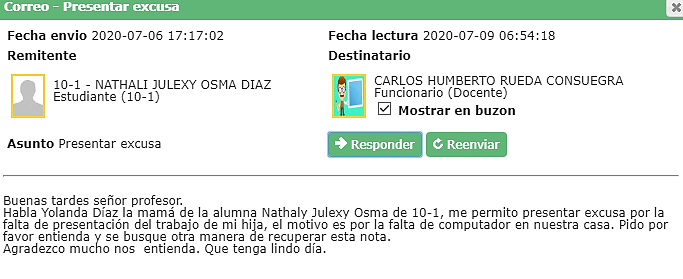 Correo - Presentar excusa
Fecha envio 2020-07-06 17:17:02
Fecha lectura 2020-07-09 06:54:18
Remitente
Destinatario
10-1 - NATHALI JULEXY OSMA DIAZ
Estudiante (10-1)
CARLOS HUMBERTO RUEDA CONSUEGRA
Funcionario (Docente)
Mostrar en buzon
Asunto Presentar excusa
Responder
Reenviar
Buenas tardes señor profesor.
Habla Yolanda Díaz la mamá de la alumna Nathaly Julexy Osma de 10-1, me permito presentar excusa por la
falta de presentación del trabajo de mi hija, el motivo es por la falta de computador en nuestra casa. Pido por
favor entienda y se busque otra manera de recuperar esta nota.
Agradezco mucho nos entienda. Que tenga lindo día.